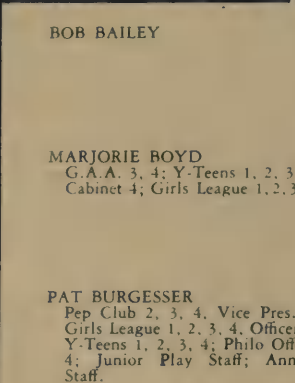 BOB BAILEY
MARJORIE BOYD
G.A.A. 3, 4; Y-Teens 1, 2, 3
Cabinet 4; Girls League 1, 2, 3
PAT BURGESSER
Pep Club 2, 3, 4, Vice Pres.
Girls League 1, 2, 3, 4, Officer
Y-Teens 1, 2, 3, 4; Philo Off
4; Junior Play Staff; Ann
Staff.